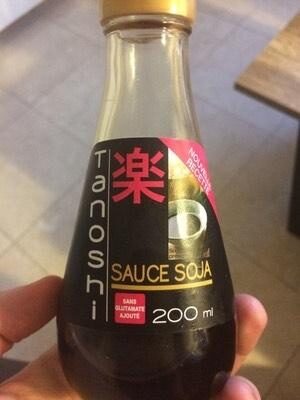 Tanoshi
楽
NOUVELLE
RECETTE
SAUCE SOJA
SANS
GLUTAMATE
AJOUTÉ
200 ml